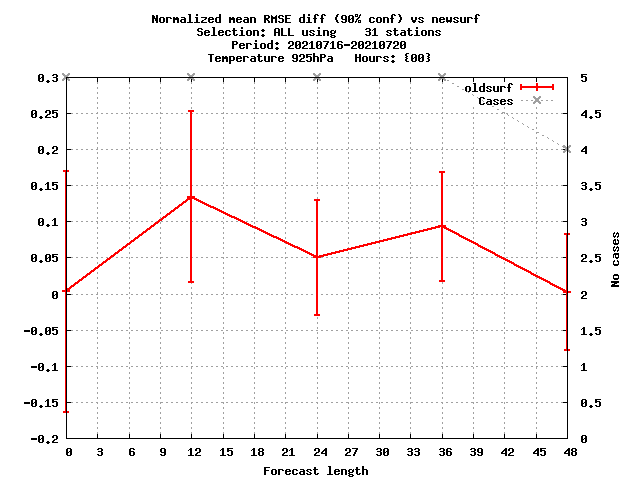 Normalized mean RMSE diff (90% conf) vs newsurf
Selection: ALL using    31 stations
Period: 20210716-20210720
Temperature 925hPa   Hours: {00}
oldsurf
Cases
0.3
0.25
0.2
0.15
0.1
0.05
0
-0.05
-0.1
-0.15
-0.2
5
4.5
4
3.5
3
2.5
2
1.5
1
0.5
0
No cases
0 3 6 9 12 15 18 21 24 27 30 33 36 39 42 45 48
Forecast length